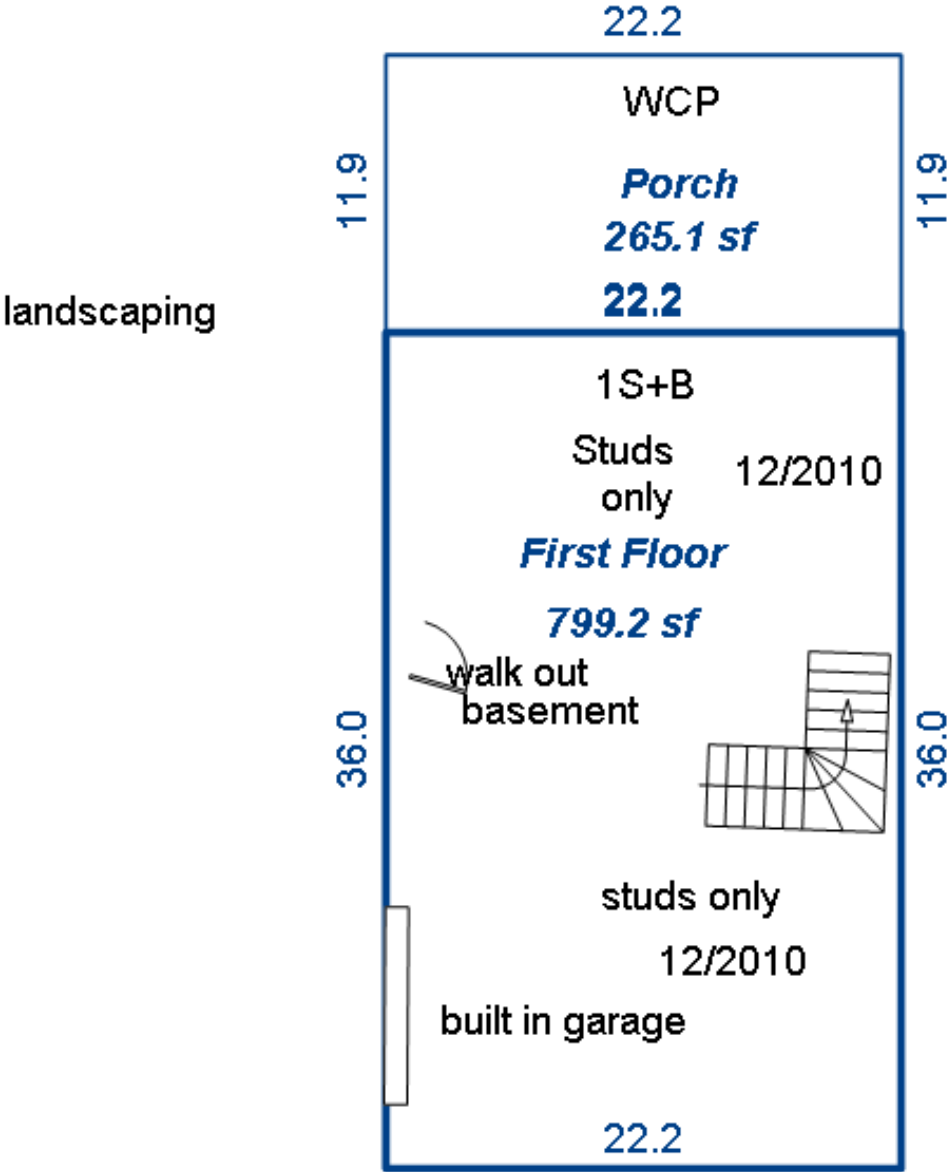 22.2
WCP
11.9
11.9
Porch
265.1 sf
22.2
landscaping
1S+B
Studs
only
12/2010
First Floor
799.2 sf
walk out
basement
36.0
36.0
studs only
12/2010
built in garage
22.2